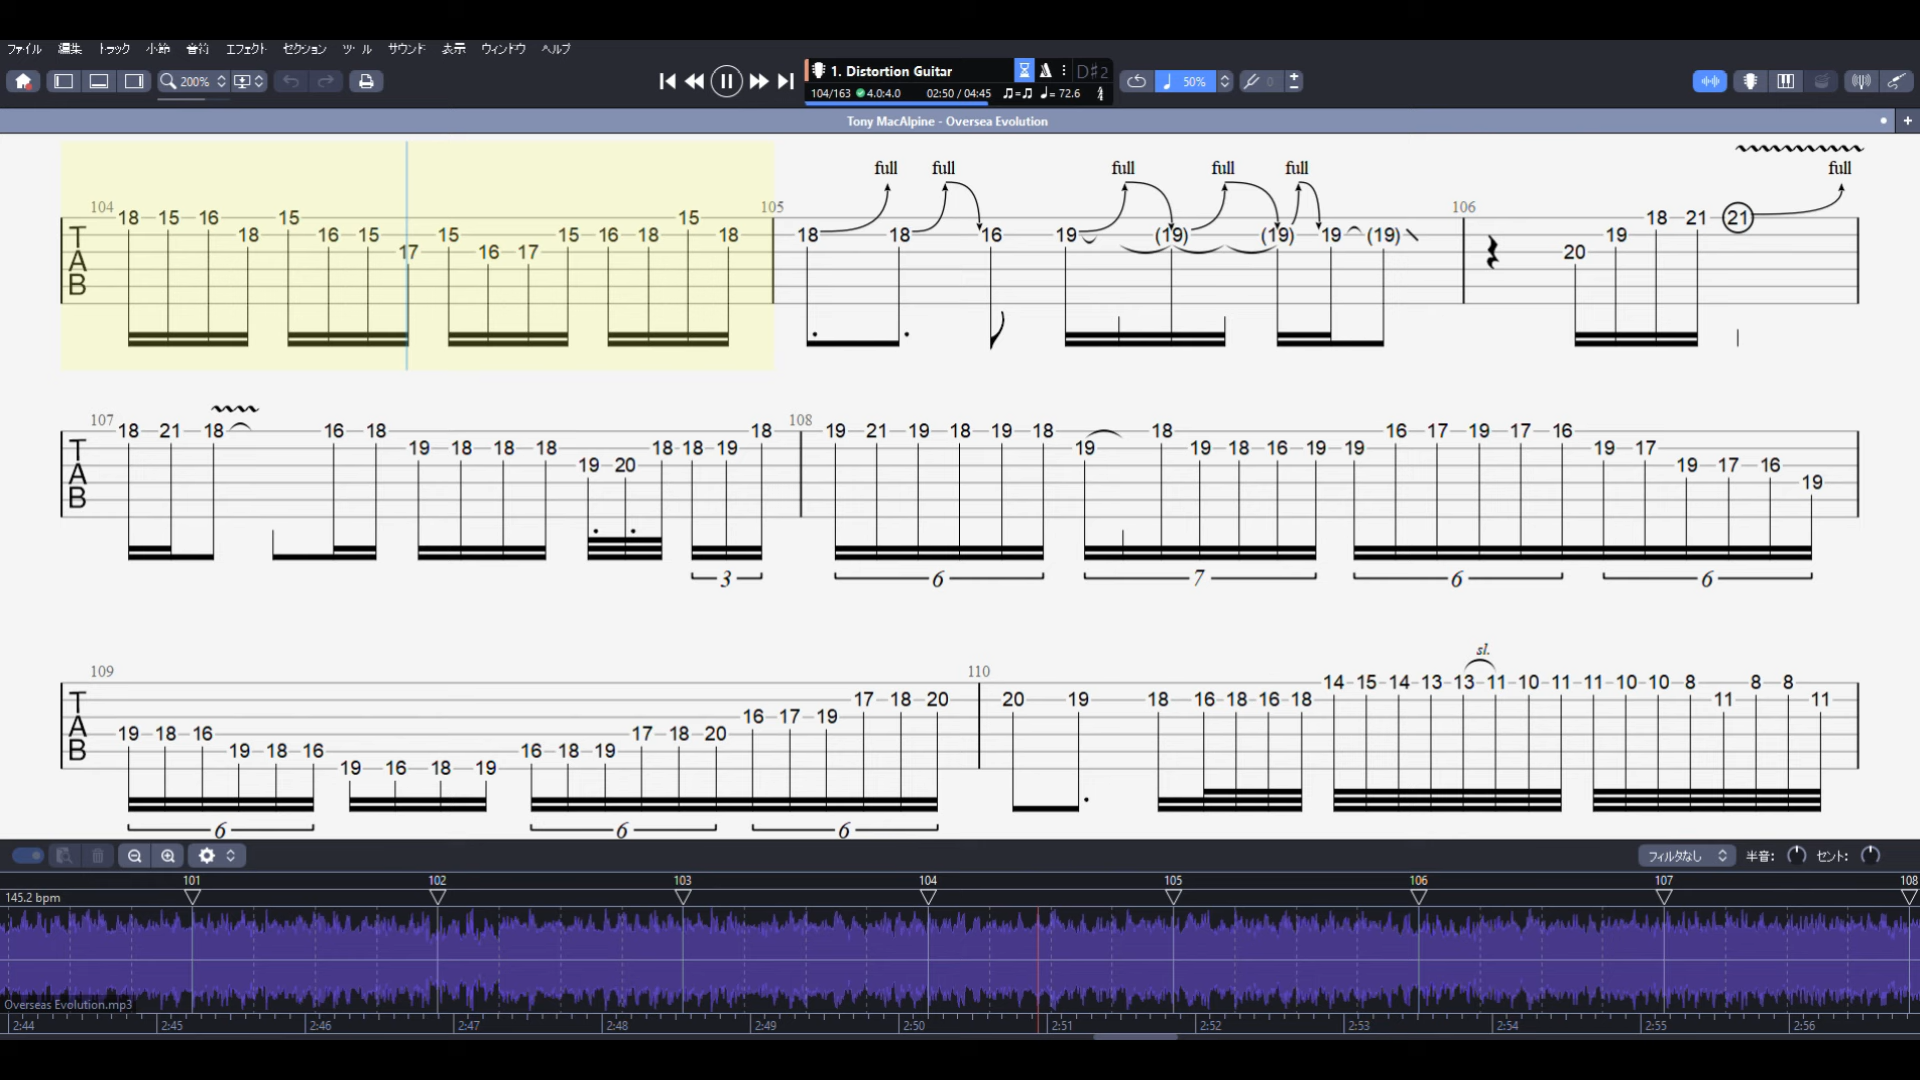 ファイル 編集 トラック 小節 音符 エフェクト セクション ツール サウンド 表示 ウィンドウ ヘルプ
200% 1. Distortion Guitar D♯2 50% 0
104/163 4.0:4.0 02:50 / 04:45 ♫=♫ ♩= 72.6
Tony MacAlpine - Oversea Evolution
full full full full full full
104 18 15 16 18 15 16 15 17 15 16 17 15 16 18 15 18
105 18 18 16 19 (19) (19) 19 (19)
106 20 19 18 21 21
T
A
B
107 18 21 18 16 18 19 18 18 18 19 20 18 18 19 18
108 19 21 19 18 19 18 19 18 19 18 16 19 19 16 17 19 17 16 19 17 19 17 16 19
T
A
B
3 6 7 6 6
sl.
109 19 18 16 19 18 16 19 16 18 19 16 18 19 17 18 20 16 17 19 17 18 20
110 20 19 18 16 18 16 18 14 15 14 13 13 11 10 11 11 10 10 8 11 8 8 11
T
A
B
6 6 6
フィルタなし 半音: セント:
101 102 103 104 105 106 107 108
145.2 bpm
Overseas Evolution.mp3
2:44 2:45 2:46 2:47 2:48 2:49 2:50 2:51 2:52 2:53 2:54 2:55 2:56